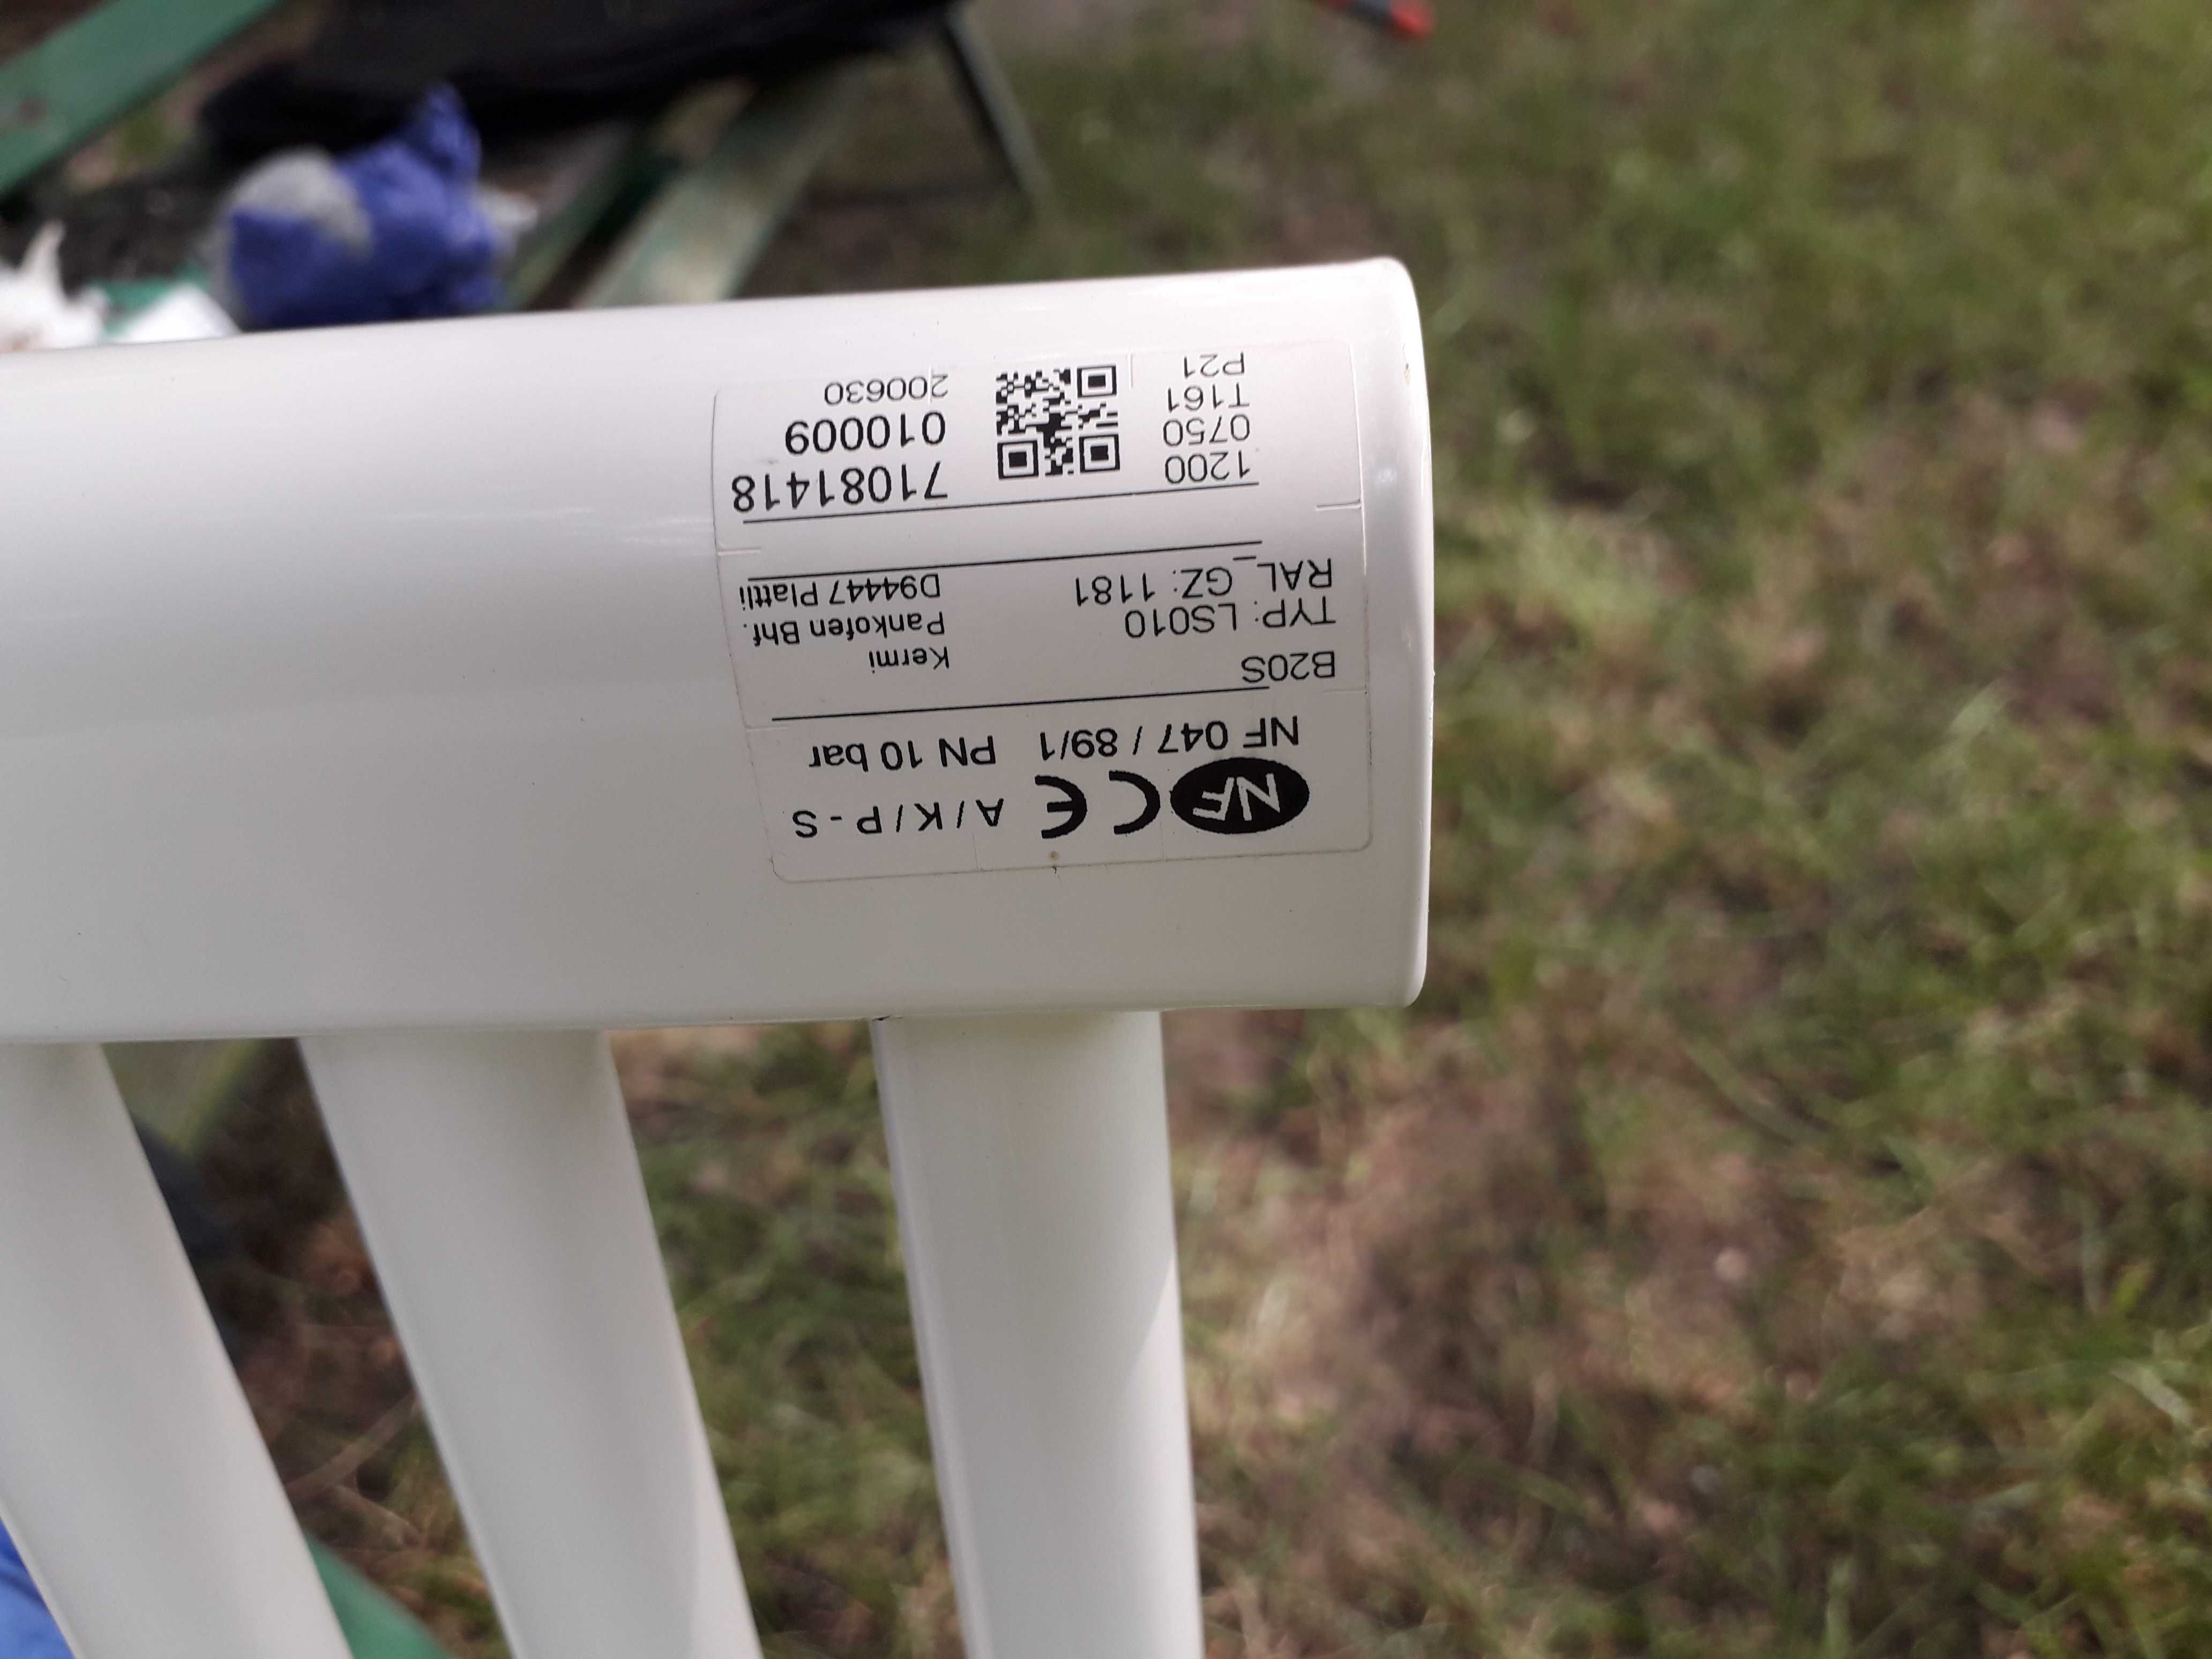 NF CE A / K / P - S
NF 047 / 89/1 PN 10 bar
B20S
TYP: LS010
RAL_GZ: 1181
Kermi
Pankofen Bhf.
D94447 Plattli
1200
0750
T161
P21
71081418
010009
200630